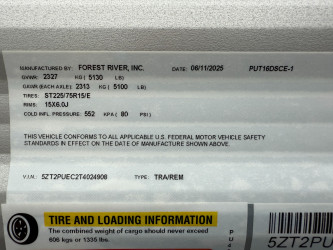 MANUFACTURED BY: FOREST RIVER, INC. DATE: 06/11/2025 PUT16DSCE-1
GVWR: 2327 KG ( 5130 LB)
GAWR (EACH AXLE) 2313 KG ( 5100 LB)
TIRES: ST225/75R15/E
RIMS: 15X6.0J
COLD INFL. PRESSURE: 552 KPA ( 80 PSI)
THIS VEHICLE CONFORMS TO ALL APPLICABLE U.S. FEDERAL MOTOR VEHICLE SAFETY
STANDARDS IN EFFECT ON THE DATE OF MANUFACTURE SHOWN ABOVE.
V.I.N.: 5ZT2PUEC2T4024908 TYPE: TRA/REM
TIRE AND LOADING INFORMATION
The combined weight of cargo should never exceed
606 kgs or 1335 lbs.
PU
5ZT2PU